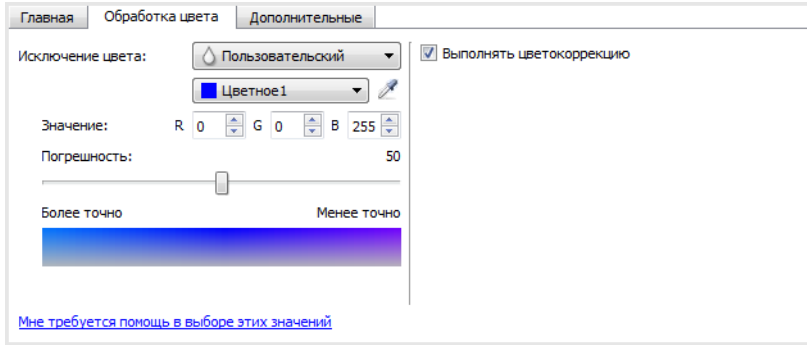 Главная Обработка цвета Дополнительные
Исключение цвета: Пользовательский Выполнять цветокоррекцию
Цветное1
Значение: R 0 G 0 B 255
Погрешность: 50
Более точно Менее точно
Мне требуется помощь в выборе этих значений